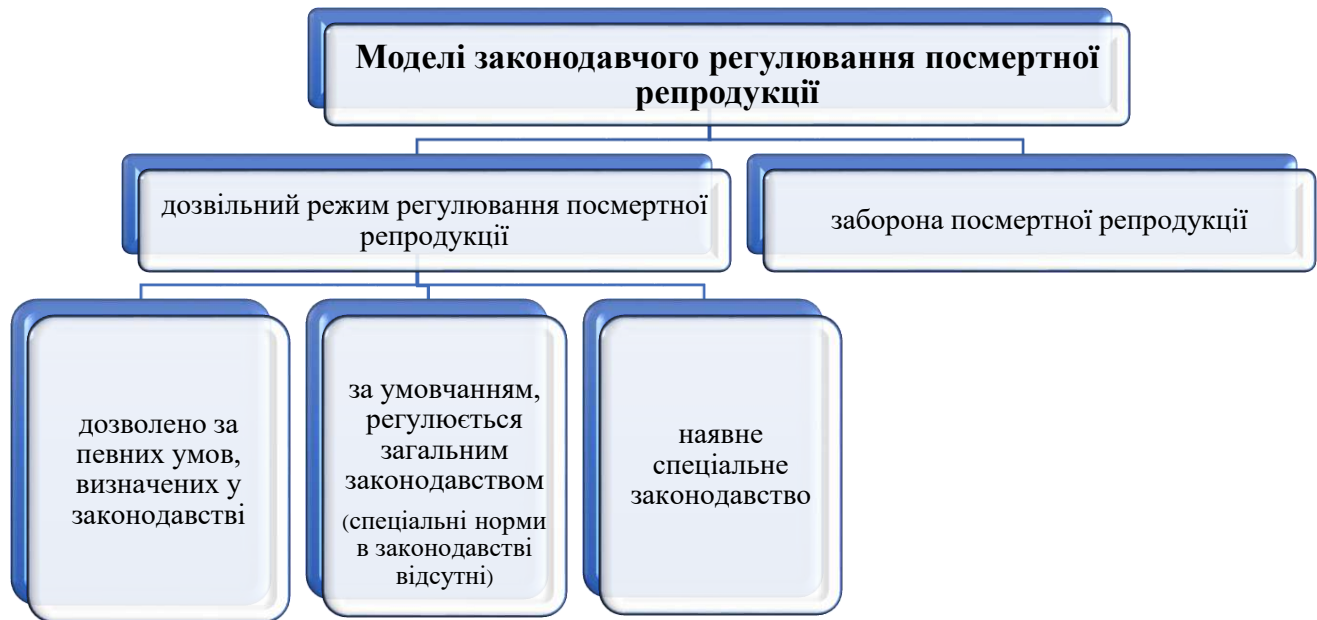 Моделі законодавчого регулювання посмертної
репродукції
дозвільний режим регулювання посмертної
репродукції
заборона посмертної репродукції
дозволено за
певних умов,
визначених у
законодавстві
за умовчанням,
регулюється
загальним
законодавством
(спеціальні норми
в законодавстві
відсутні)
наявне
спеціальне
законодавство